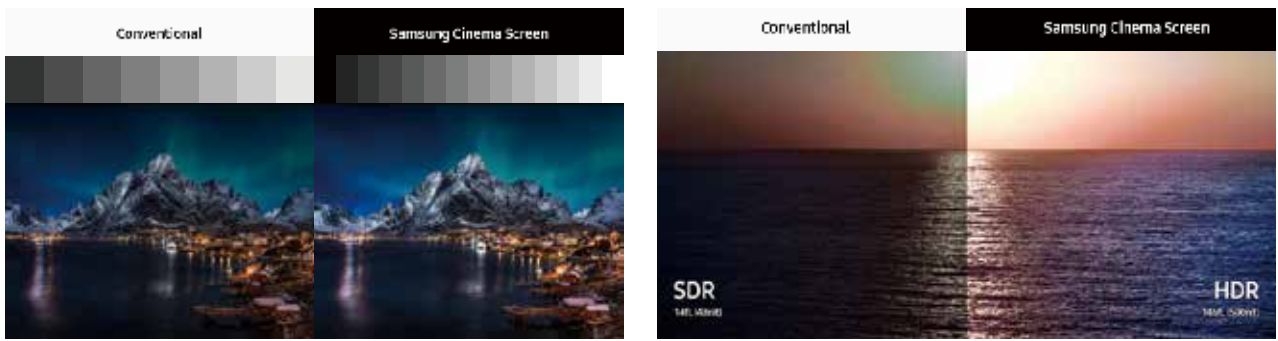 Conventional
Samsung Cinema Screen
Conventional
Samsung Cinema Screen
SDR
HDR